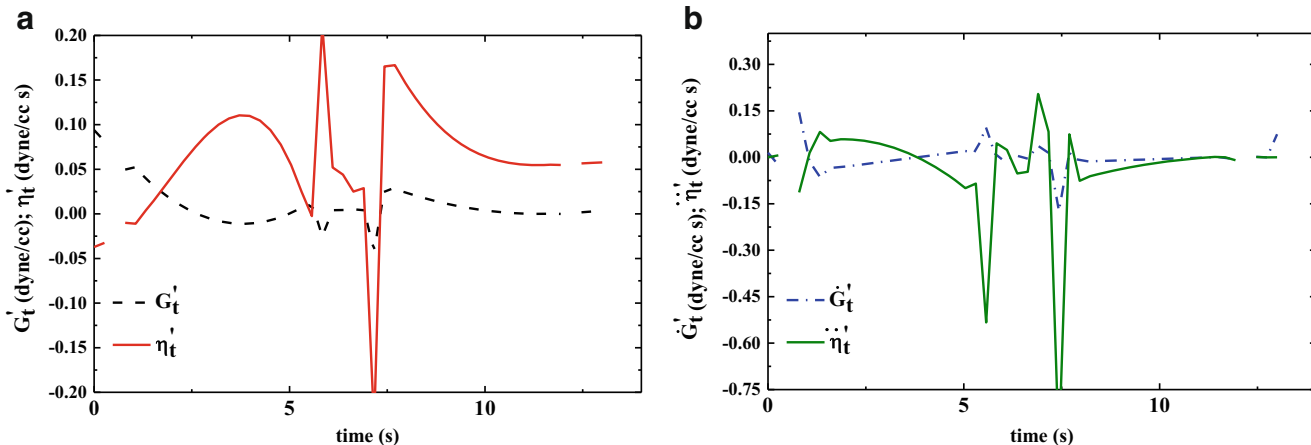 a
G't (dyne/cc); η't (dyne/cc s)
0.20
0.15
0.10
0.05
0.00
-0.05
-0.10
-0.15
-0.20
G't
η't
0
5
10
time (s)
b
Ġ't (dyne/cc s); η̈'t (dyne/cc s)
0.30
0.15
0.00
-0.15
-0.30
-0.45
-0.60
-0.75
Ġ't
η̈'t
0
5
10
time (s)